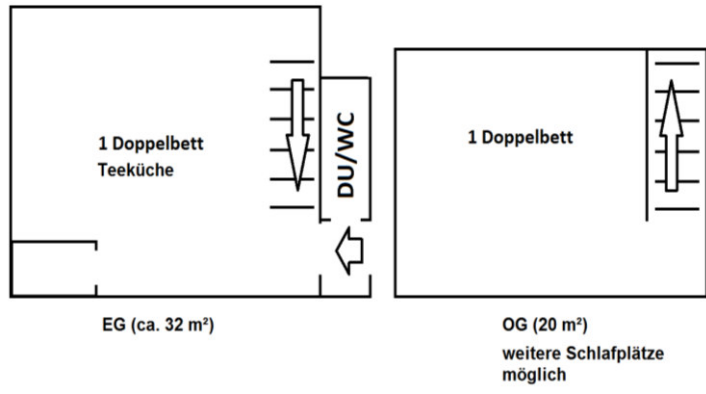 1 Doppelbett
Teeküche
DU/WC
1 Doppelbett
EG (ca. 32 m²)
OG (20 m²)
weitere Schlafplätze
möglich